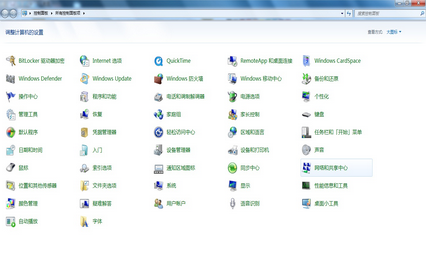 控制面板 ▸ 所有控制面板项 ▸
搜索控制面板
调整计算机的设置
查看方式: 大图标
BitLocker 驱动器加密 Internet 选项 QuickTime RemoteApp 和桌面连接 Windows CardSpace
Windows Defender Windows Update Windows 防火墙 Windows 移动中心 备份和还原
操作中心 程序和功能 电话和调制解调器 电源选项 个性化
管理工具 恢复 家庭组 家长控制 键盘
默认程序 凭据管理器 轻松访问中心 区域和语言 任务栏和「开始」菜单
日期和时间 入门 设备管理器 设备和打印机 声音
鼠标 索引选项 通知区域图标 同步中心 网络和共享中心
位置和其他传感器 文件夹选项 系统 显示 性能信息和工具
颜色管理 疑难解答 用户帐户 语音识别 桌面小工具
自动播放 字体